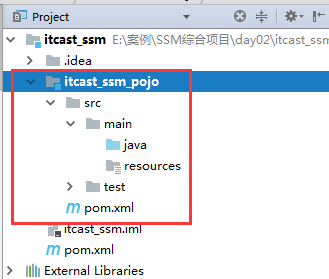 Project
itcast_ssm E:\案例\SSM综合项目\day02\itcast_ssm
.idea
itcast_ssm_pojo
src
main
java
resources
test
pom.xml
itcast_ssm.iml
pom.xml
External Libraries